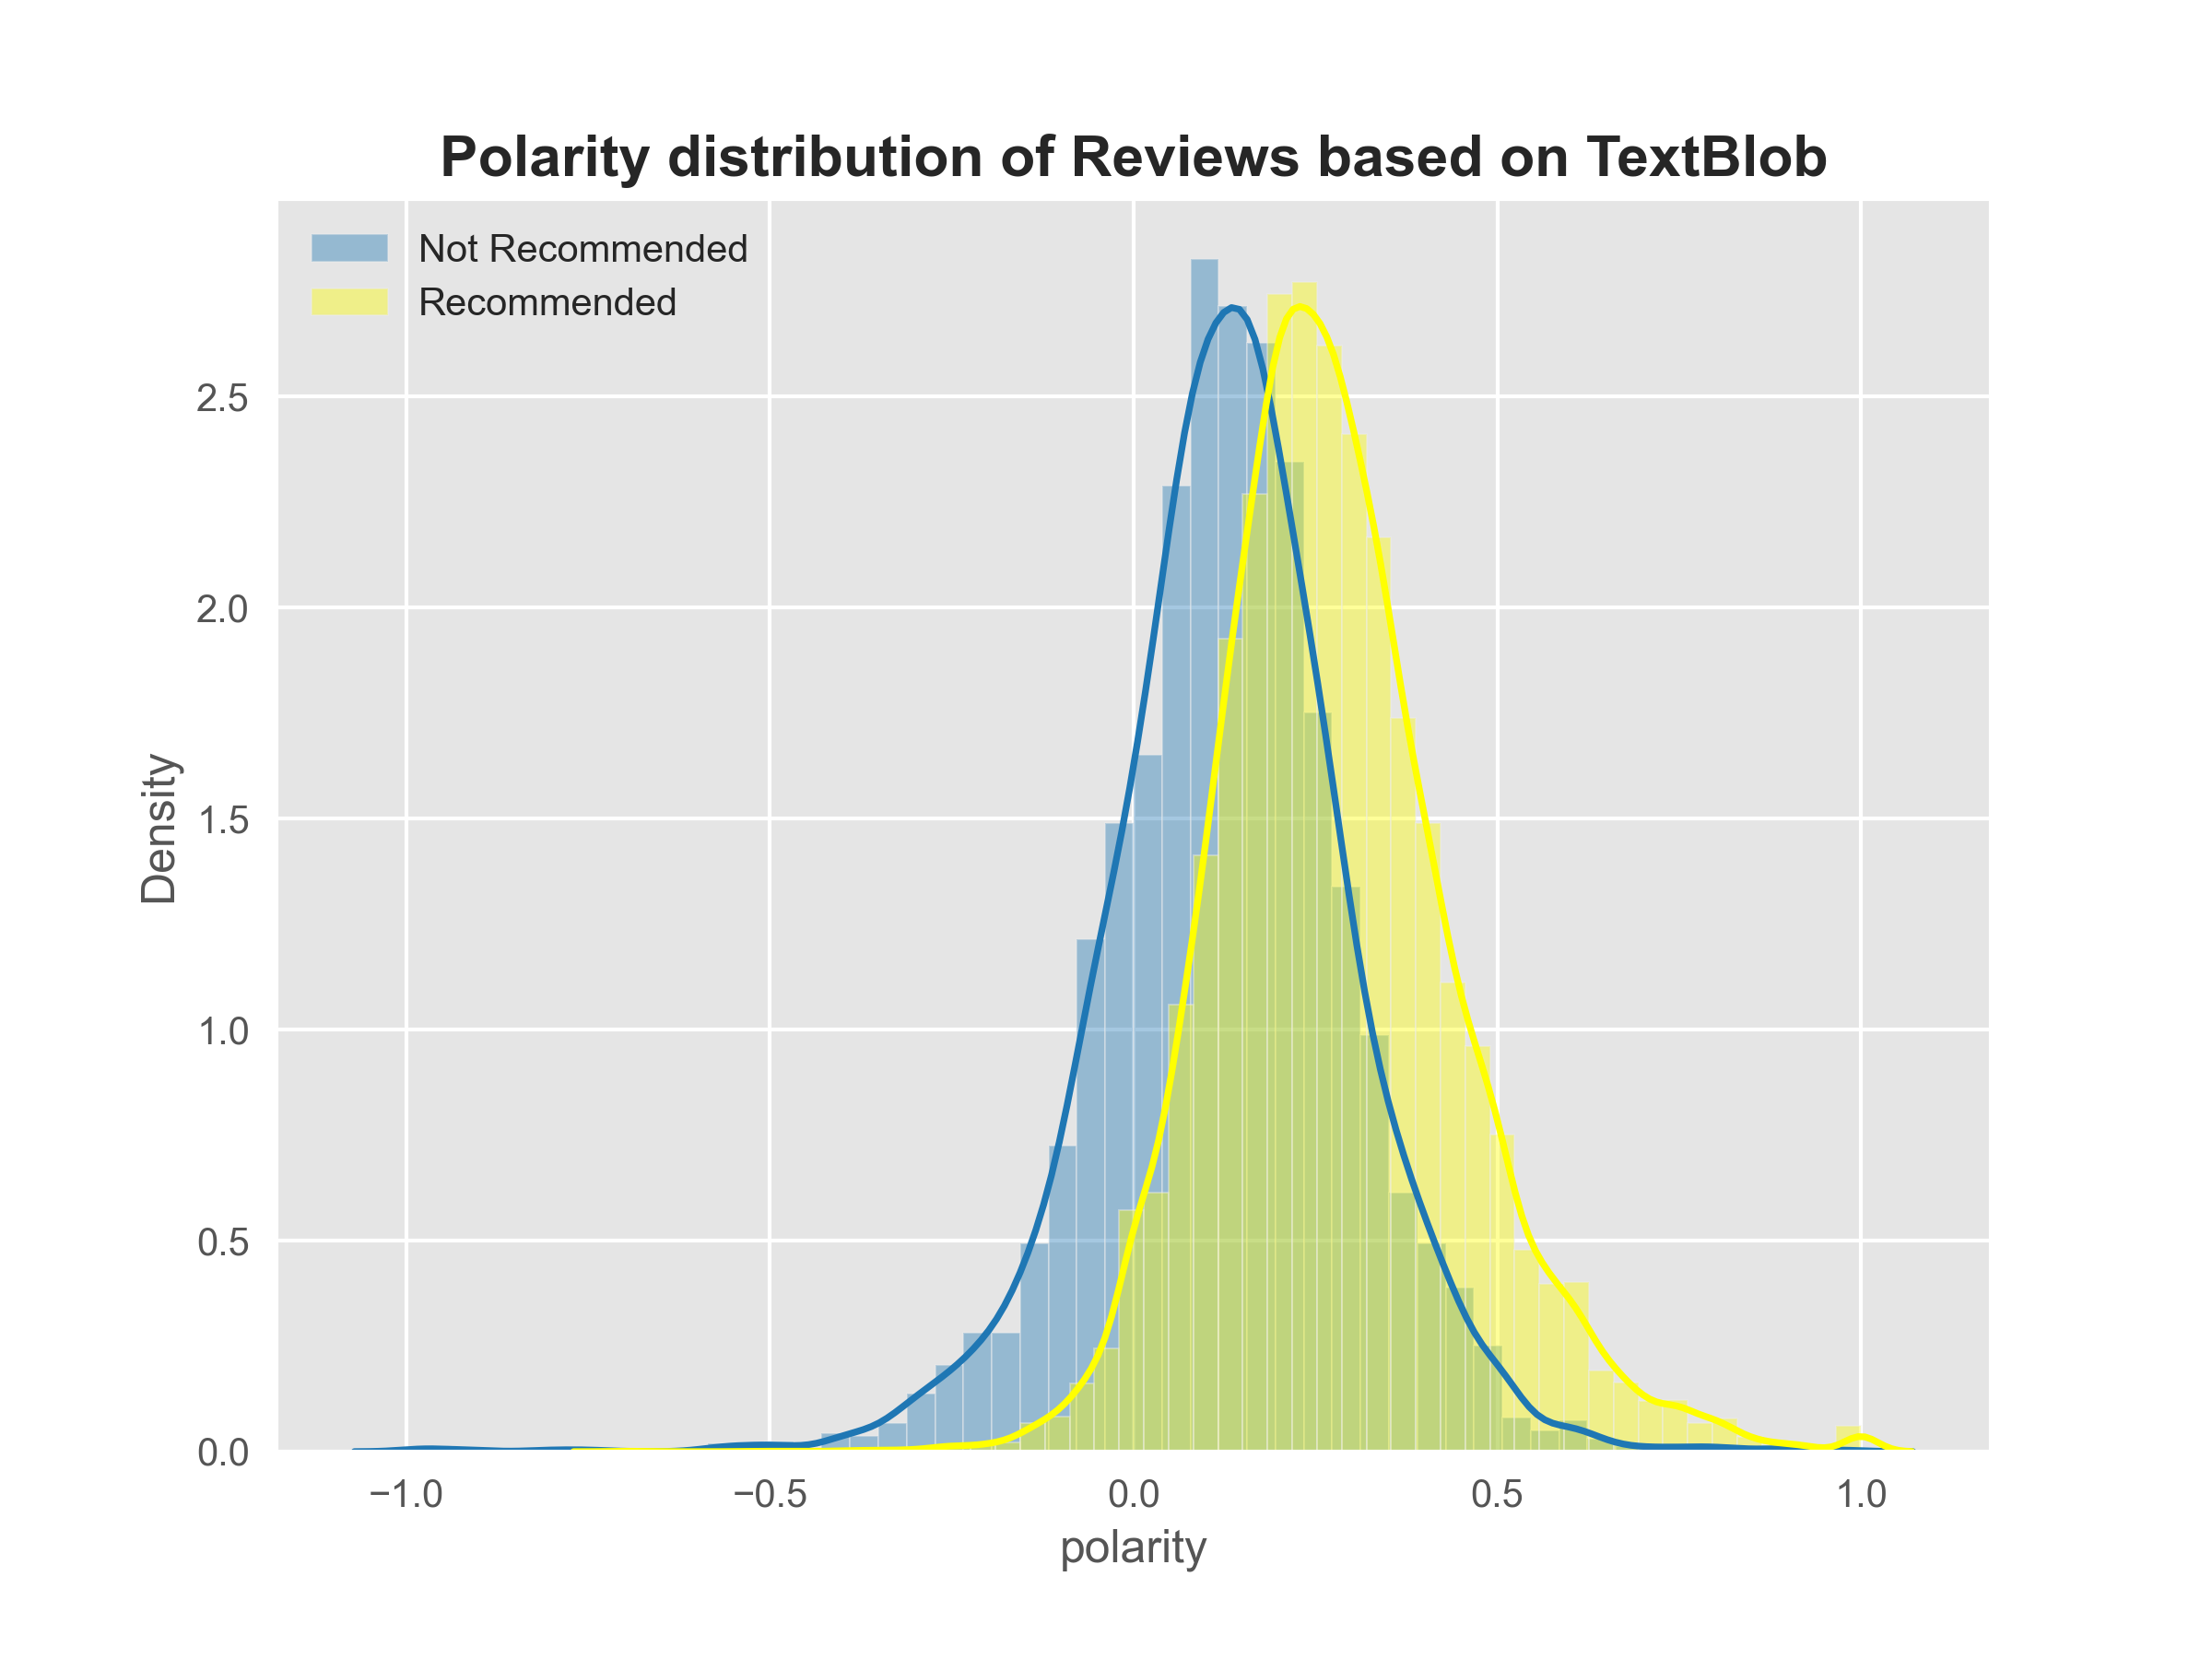 Polarity distribution of Reviews based on TextBlob
Not Recommended
Recommended
2.5
2.0
1.5
1.0
0.5
0.0
Density
−1.0 −0.5 0.0 0.5 1.0
polarity